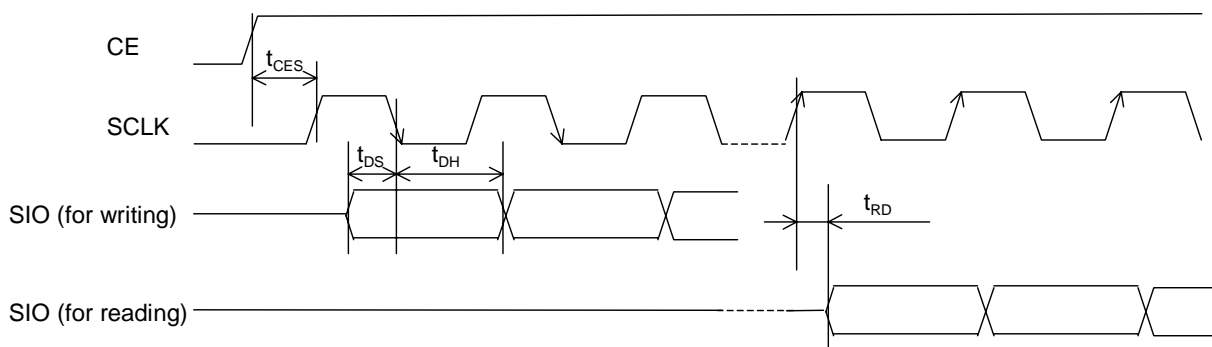 CE
tCES
SCLK
tDS
tDH
SIO (for writing)
tRD
SIO (for reading)